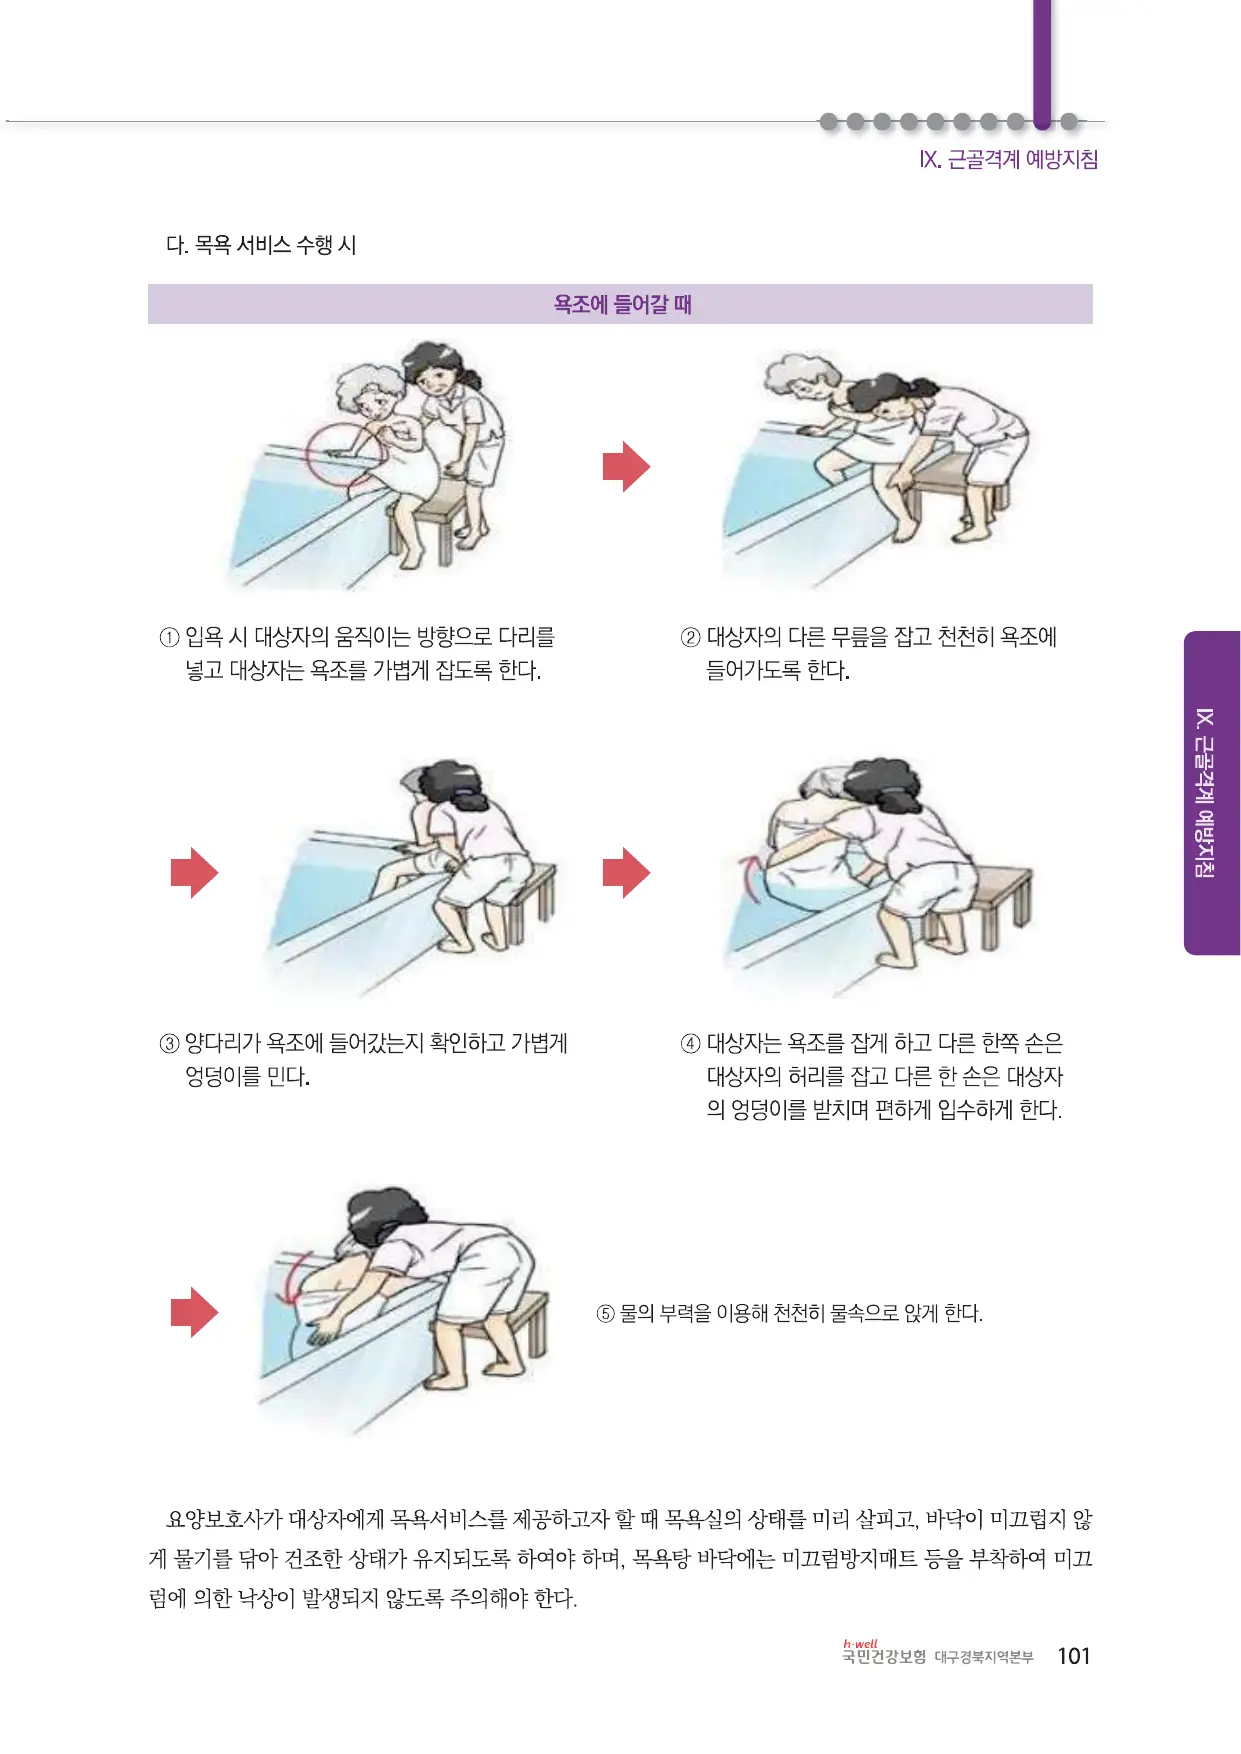 IX. 근골격계 예방지침
다. 목욕 서비스 수행 시
욕조에 들어갈 때
① 입욕 시 대상자의 움직이는 방향으로 다리를
넣고 대상자는 욕조를 가볍게 잡도록 한다.
② 대상자의 다른 무릎을 잡고 천천히 욕조에
들어가도록 한다.
③ 양다리가 욕조에 들어갔는지 확인하고 가볍게
엉덩이를 민다.
④ 대상자는 욕조를 잡게 하고 다른 한쪽 손은
대상자의 허리를 잡고 다른 한 손은 대상자
의 엉덩이를 받치며 편하게 입수하게 한다.
⑤ 물의 부력을 이용해 천천히 물속으로 앉게 한다.
요양보호사가 대상자에게 목욕서비스를 제공하고자 할 때 목욕실의 상태를 미리 살피고, 바닥이 미끄럽지 않
게 물기를 닦아 건조한 상태가 유지되도록 하여야 하며, 목욕탕 바닥에는 미끄럼방지매트 등을 부착하여 미끄
럼에 의한 낙상이 발생되지 않도록 주의해야 한다.
IX. 근골격계 예방지침
h-well
국민건강보험 대구경북지역본부 101